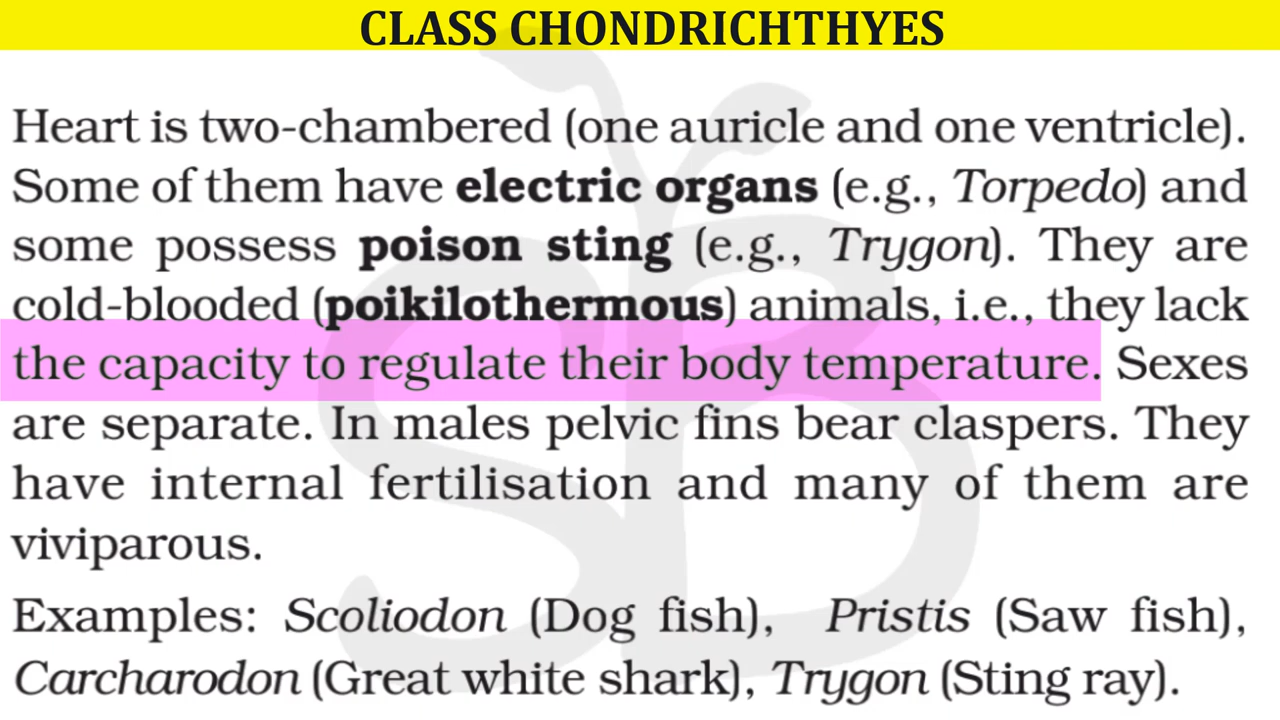 CLASS CHONDRICHTHYES
Heart is two-chambered (one auricle and one ventricle).
Some of them have electric organs (e.g., Torpedo) and
some possess poison sting (e.g., Trygon). They are
cold-blooded (poikilothermous) animals, i.e., they lack
the capacity to regulate their body temperature. Sexes
are separate. In males pelvic fins bear claspers. They
have internal fertilisation and many of them are
viviparous.
Examples: Scoliodon (Dog fish), Pristis (Saw fish),
Carcharodon (Great white shark), Trygon (Sting ray).